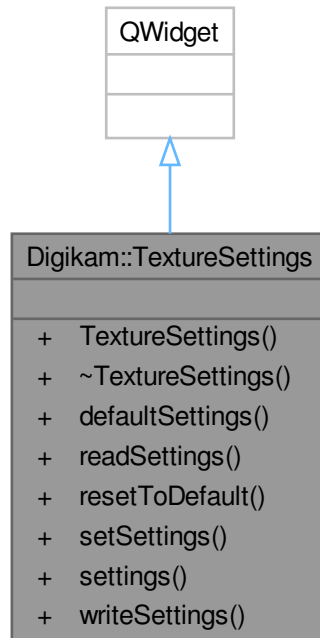 QWidget
Digikam::TextureSettings
+ TextureSettings()
+ ~TextureSettings()
+ defaultSettings()
+ readSettings()
+ resetToDefault()
+ setSettings()
+ settings()
+ writeSettings()